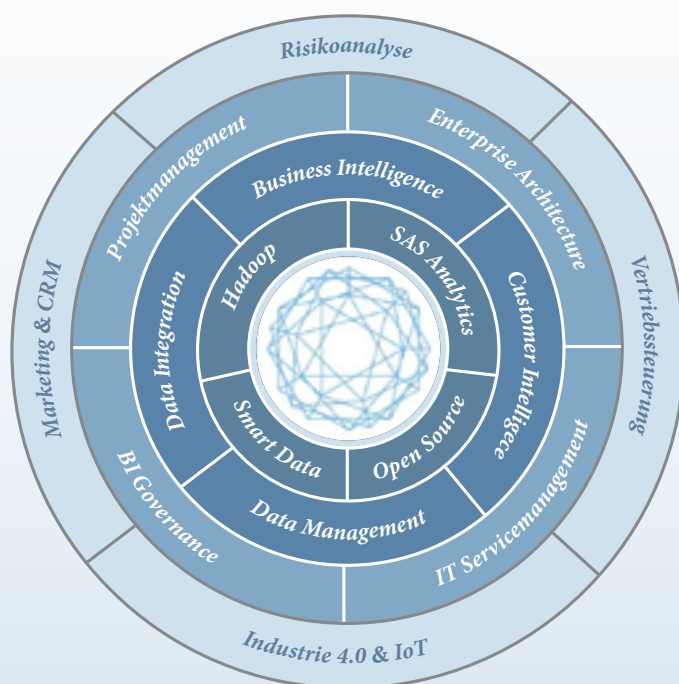 Risikoanalyse
Projektmanagement
Enterprise Architecture
Business Intelligence
Hadoop
SAS Analytics
Marketing & CRM
Data Integration
Customer Intelligece
Vertriebssteuerung
Smart Data
Open Source
BI Governance
Data Management
IT Servicemanagement
Industrie 4.0 & IoT